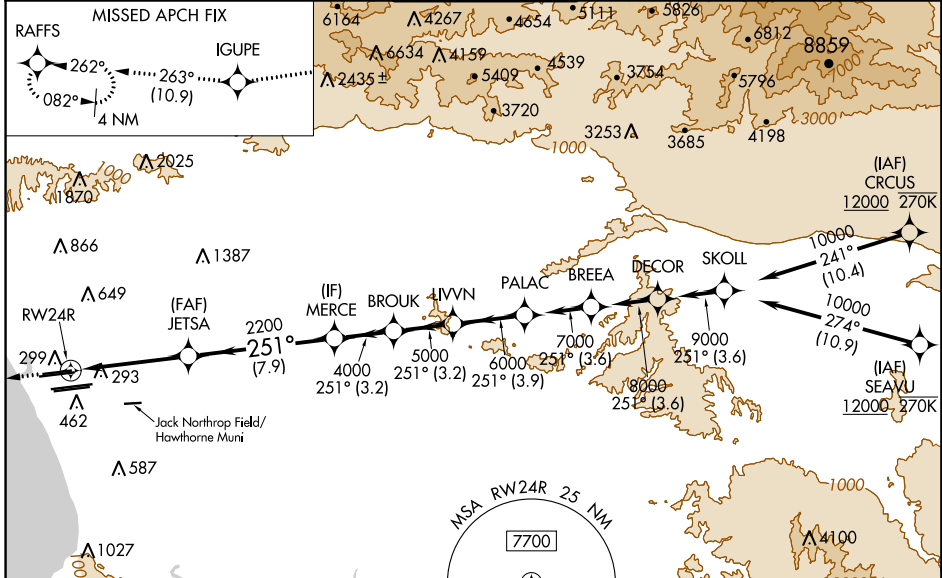 MISSED APCH FIX
RAFFS
IGUPE
262°
263°
(10.9)
082°
4 NM
6164
4267
4654
5111
5826
6812
8859
7000
6634
4159
2435 ±
5409
4539
3754
5796
3720
3253
3685
4198
3000
1000
2025
1000
1870
866
1387
649
(IAF)
CRCUS
12000 270K
10000
241°
(10.4)
SKOLL
DECOR
BREEA
PALAC
LIVVN
BROUK
(IF)
MERCE
(FAF)
JETSA
RW24R
2200
251°
(7.9)
4000
251° (3.2)
5000
251° (3.2)
6000
251° (3.9)
7000
251° (3.6)
8000
251° (3.6)
9000
251° (3.6)
10000
274°
(10.9)
(IAF)
SEAVU
12000 270K
299
293
462
Jack Northrop Field/
Hawthorne Muni
587
1027
MSA RW24R 25 NM
7700
1000
4100